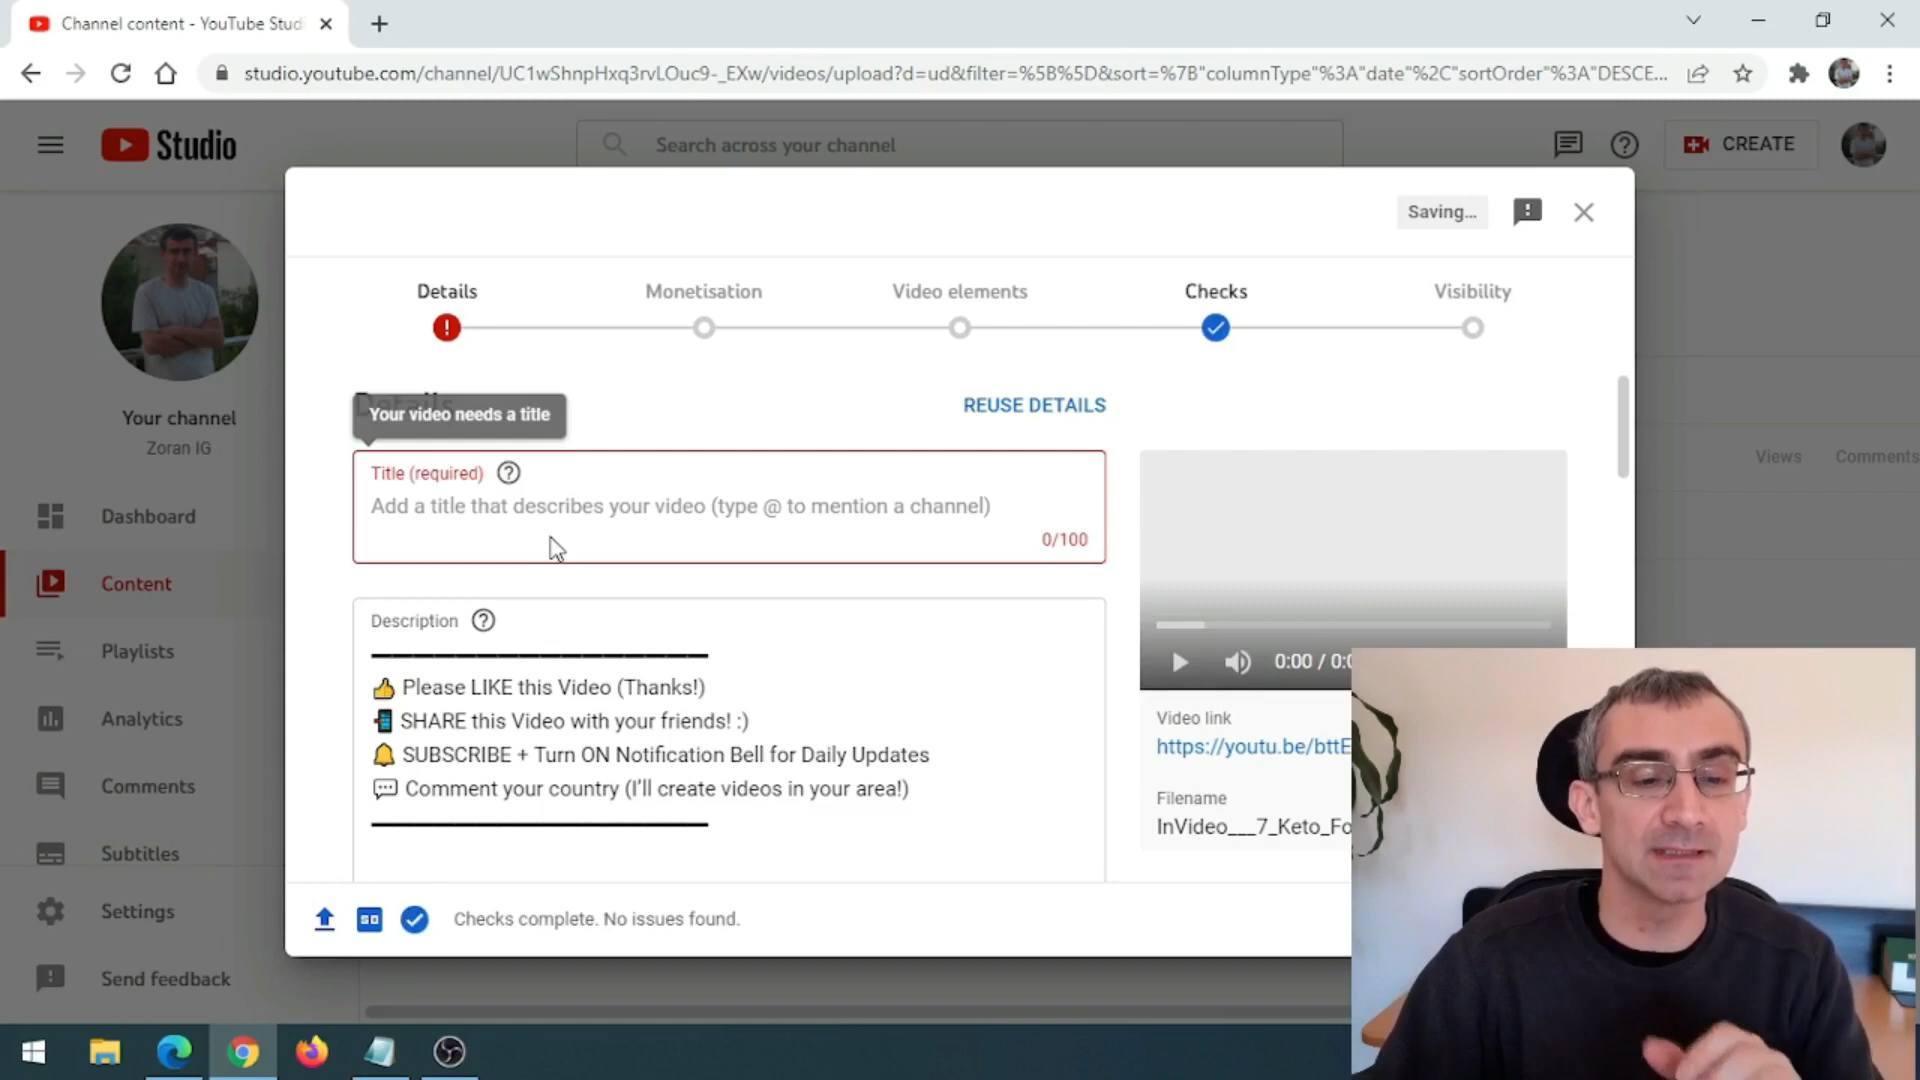 Channel content - YouTube Stud
studio.youtube.com/channel/UC1wShnpHxq3rvLOuc9-_EXw/videos/upload?d=ud&filter=%5B%5D&sort=%7B"columnType"%3A"date"%2C"sortOrder"%3A"DESCE...
Studio
Search across your channel
CREATE
Saving...
Details
Monetisation
Video elements
Checks
Visibility
Your video needs a title
REUSE DETAILS
Title (required)
Add a title that describes your video (type @ to mention a channel)
0/100
Description
👍 Please LIKE this Video (Thanks!)
📲 SHARE this Video with your friends! :)
🔔 SUBSCRIBE + Turn ON Notification Bell for Daily Updates
💬 Comment your country (I'll create videos in your area!)
0:00 / 0:0
Video link
https://youtu.be/bttE
Filename
InVideo___7_Keto_Fo
SD
Checks complete. No issues found.
Your channel
Zoran IG
Dashboard
Content
Playlists
Analytics
Comments
Subtitles
Settings
Send feedback
Views
Comments